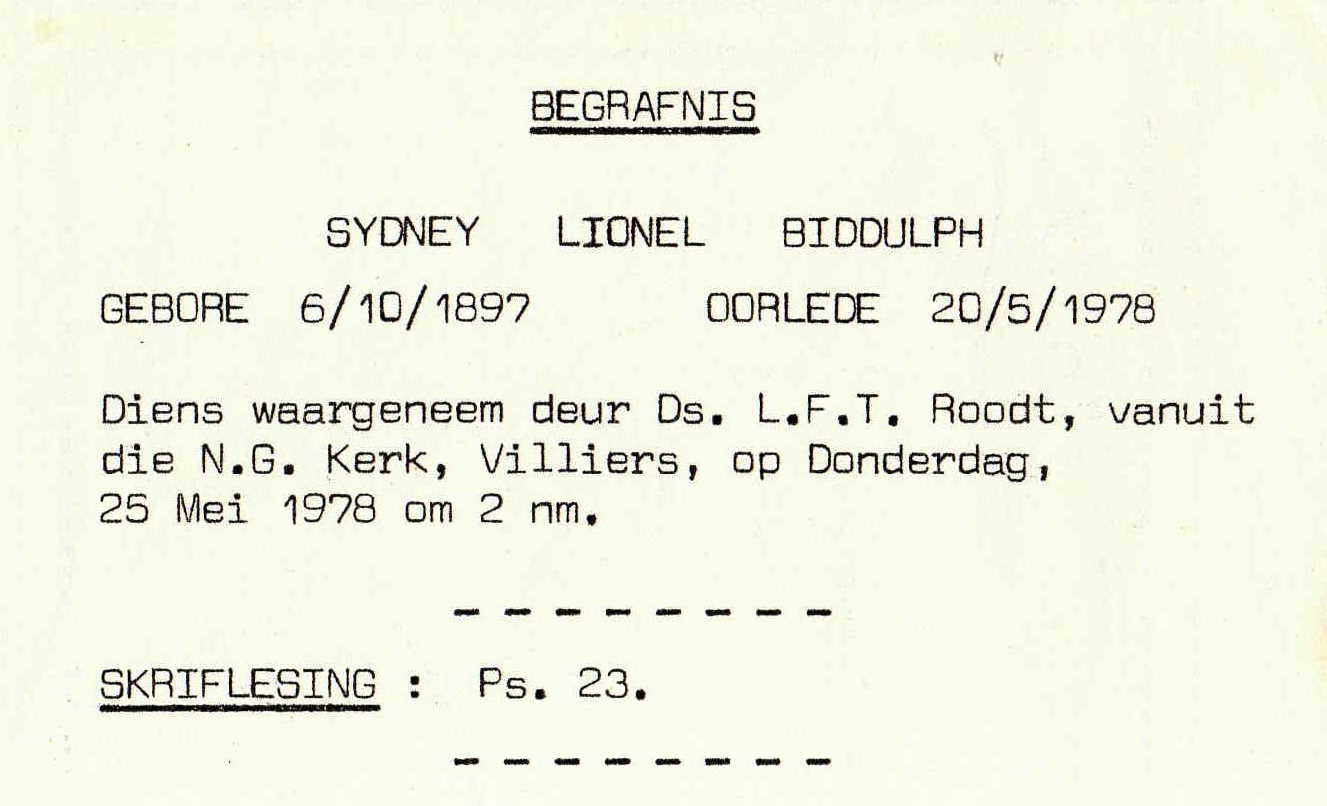 BEGRAFNIS
SYDNEY LIONEL BIDDULPH
GEBORE 6/10/1897 OORLEDE 20/5/1978
Diens waargeneem deur Ds. L.F.T. Roodt, vanuit
die N.G. Kerk, Villiers, op Donderdag,
25 Mei 1978 om 2 nm.
- - - - - - - -
SKRIFLESING : Ps. 23.
- - - - - - - -